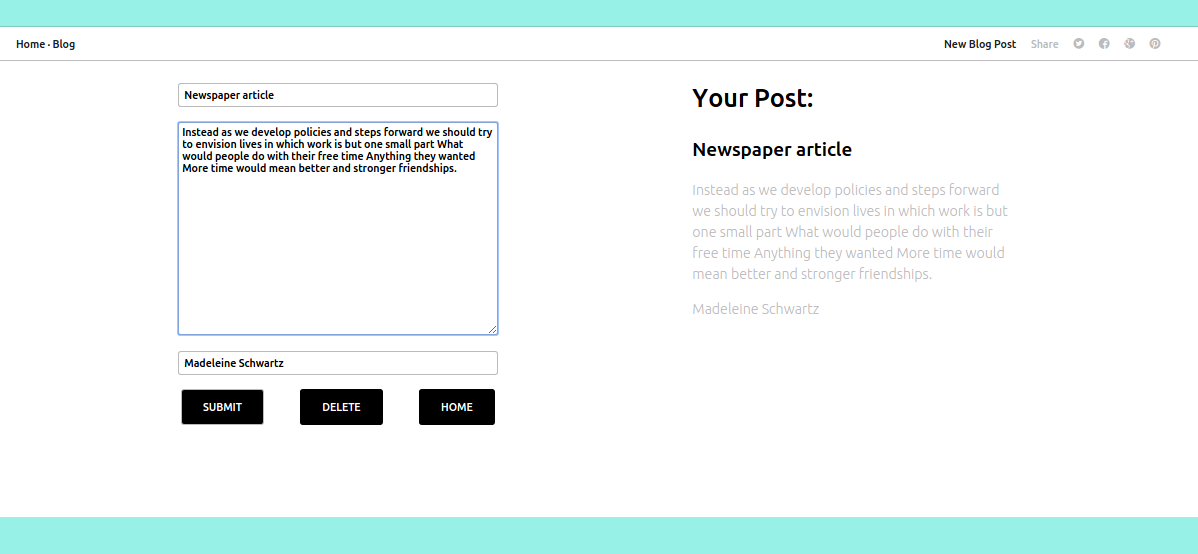 Home · Blog
New Blog Post Share
Newspaper article
Instead as we develop policies and steps forward we should try
to envision lives in which work is but one small part What
would people do with their free time Anything they wanted
More time would mean better and stronger friendships.
Madeleine Schwartz
SUBMIT DELETE HOME
Your Post:
Newspaper article
Instead as we develop policies and steps forward
we should try to envision lives in which work is but
one small part What would people do with their
free time Anything they wanted More time would
mean better and stronger friendships.
Madeleine Schwartz